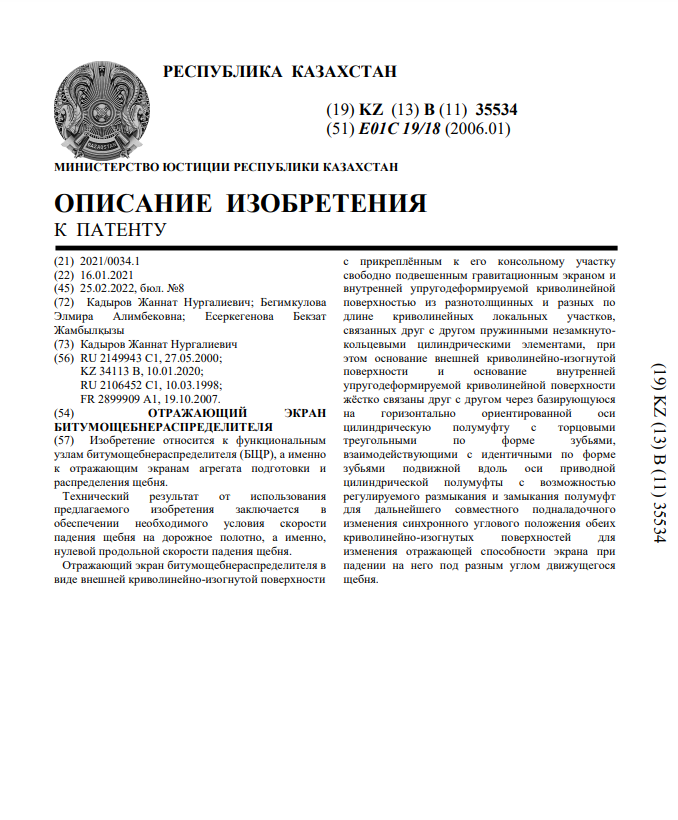 РЕСПУБЛИКА КАЗАХСТАН
(19) KZ (13) B (11) 35534
(51) E01C 19/18 (2006.01)
KAZAKSTAN
МИНИСТЕРСТВО ЮСТИЦИИ РЕСПУБЛИКИ КАЗАХСТАН
ОПИСАНИЕ ИЗОБРЕТЕНИЯ
К ПАТЕНТУ
(21) 2021/0034.1
(22) 16.01.2021
(45) 25.02.2022, бюл. №8
(72) Кадыров Жаннат Нургалиевич; Бегимкулова
Элмира Алимбековна; Есеркегенова Бекзат
Жамбылқызы
(73) Кадыров Жаннат Нургалиевич
(56) RU 2149943 C1, 27.05.2000;
KZ 34113 B, 10.01.2020;
RU 2106452 C1, 10.03.1998;
FR 2899909 A1, 19.10.2007.
(54) ОТРАЖАЮЩИЙ ЭКРАН
БИТУМОЩЕБНЕРАСПРЕДЕЛИТЕЛЯ
(57) Изобретение относится к функциональным
узлам битумощебнераспределителя (БЩР), а именно
к отражающим экранам агрегата подготовки и
распределения щебня.
Технический результат от использования
предлагаемого изобретения заключается в
обеспечении необходимого условия скорости
падения щебня на дорожное полотно, а именно,
нулевой продольной скорости падения щебня.
Отражающий экран битумощебнераспределителя в
виде внешней криволинейно-изогнутой поверхности
с прикреплённым к его консольному участку
свободно подвешенным гравитационным экраном и
внутренней упругодеформируемой криволинейной
поверхностью из разнотолщинных и разных по
длине криволинейных локальных участков,
связанных друг с другом пружинными незамкнуто-
кольцевыми цилиндрическими элементами, при
этом основание внешней криволинейно-изогнутой
поверхности и основание внутренней
упругодеформируемой криволинейной поверхности
жёстко связаны друг с другом через базирующуюся
на горизонтально ориентированной оси
цилиндрическую полумуфту с торцовыми
треугольными по форме зубьями,
взаимодействующими с идентичными по форме
зубьями подвижной вдоль оси приводной
цилиндрической полумуфты с возможностью
регулируемого размыкания и замыкания полумуфт
для дальнейшего совместного подналадочного
изменения синхронного углового положения обеих
криволинейно-изогнутых поверхностей для
изменения отражающей способности экрана при
падении на него под разным углом движущегося
щебня.
(19) KZ (13) B (11) 35534